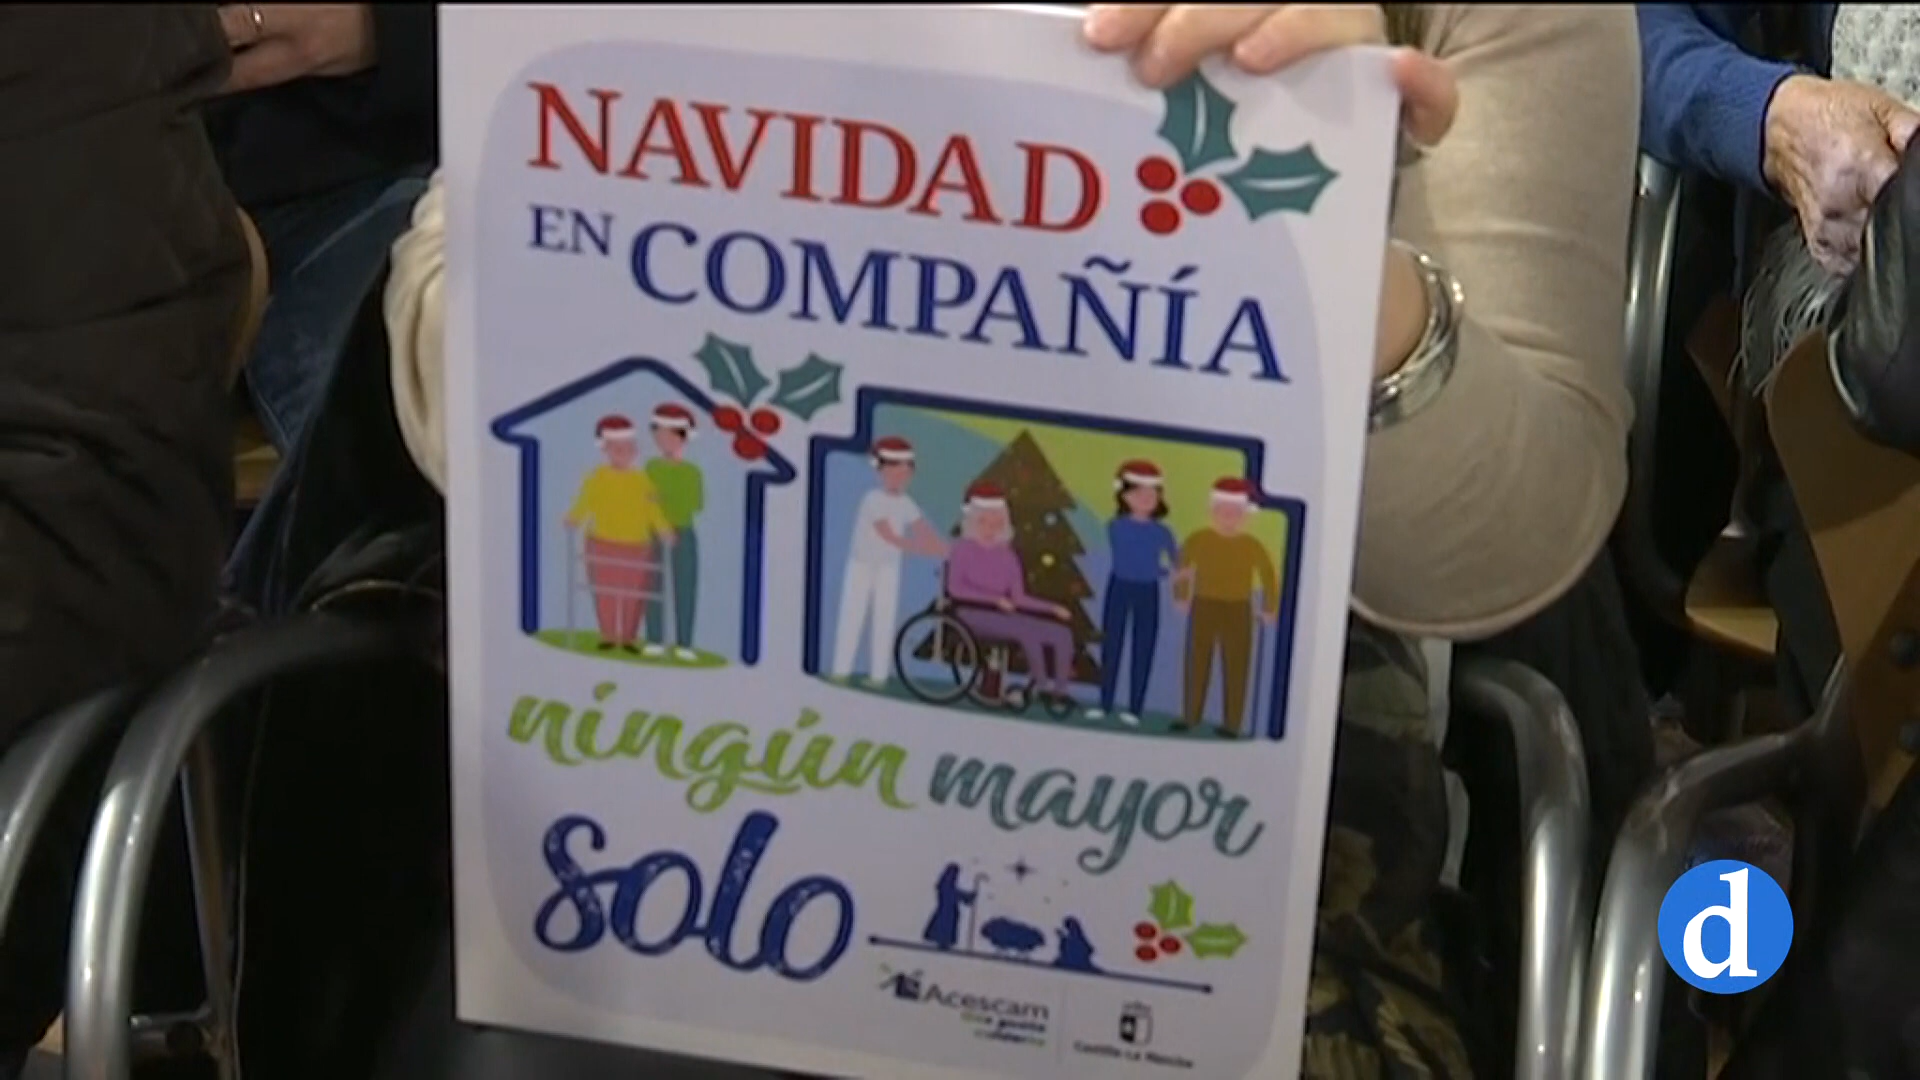 NAVIDAD
EN COMPAÑÍA
ningún mayor
solo
Acescam
Castilla-La Mancha
d